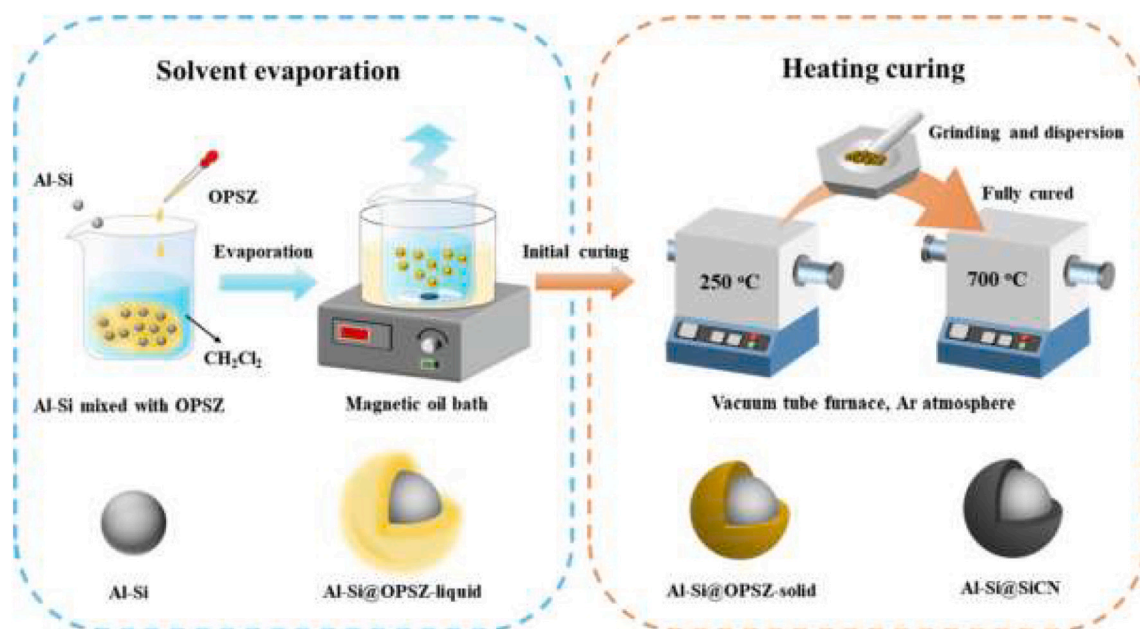 Solvent evaporation
Al-Si
OPSZ
Evaporation
CH₂Cl₂
Al-Si mixed with OPSZ
Magnetic oil bath
Al-Si
Al-Si@OPSZ-liquid
Initial curing
Heating curing
Grinding and dispersion
Fully cured
250 °C
700 °C
Vacuum tube furnace, Ar atmosphere
Al-Si@OPSZ-solid
Al-Si@SiCN